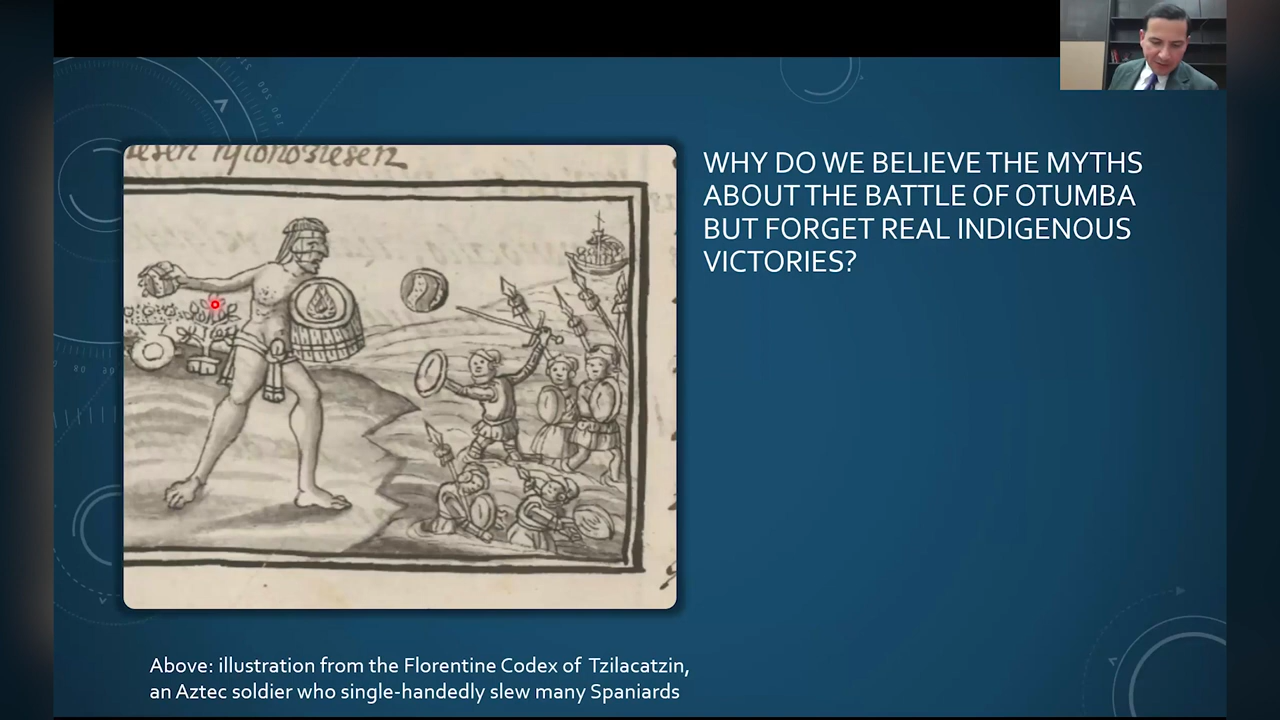 WHY DO WE BELIEVE THE MYTHS
ABOUT THE BATTLE OF OTUMBA
BUT FORGET REAL INDIGENOUS
VICTORIES?
Above: illustration from the Florentine Codex of Tzilacatzin,
an Aztec soldier who single-handedly slew many Spaniards